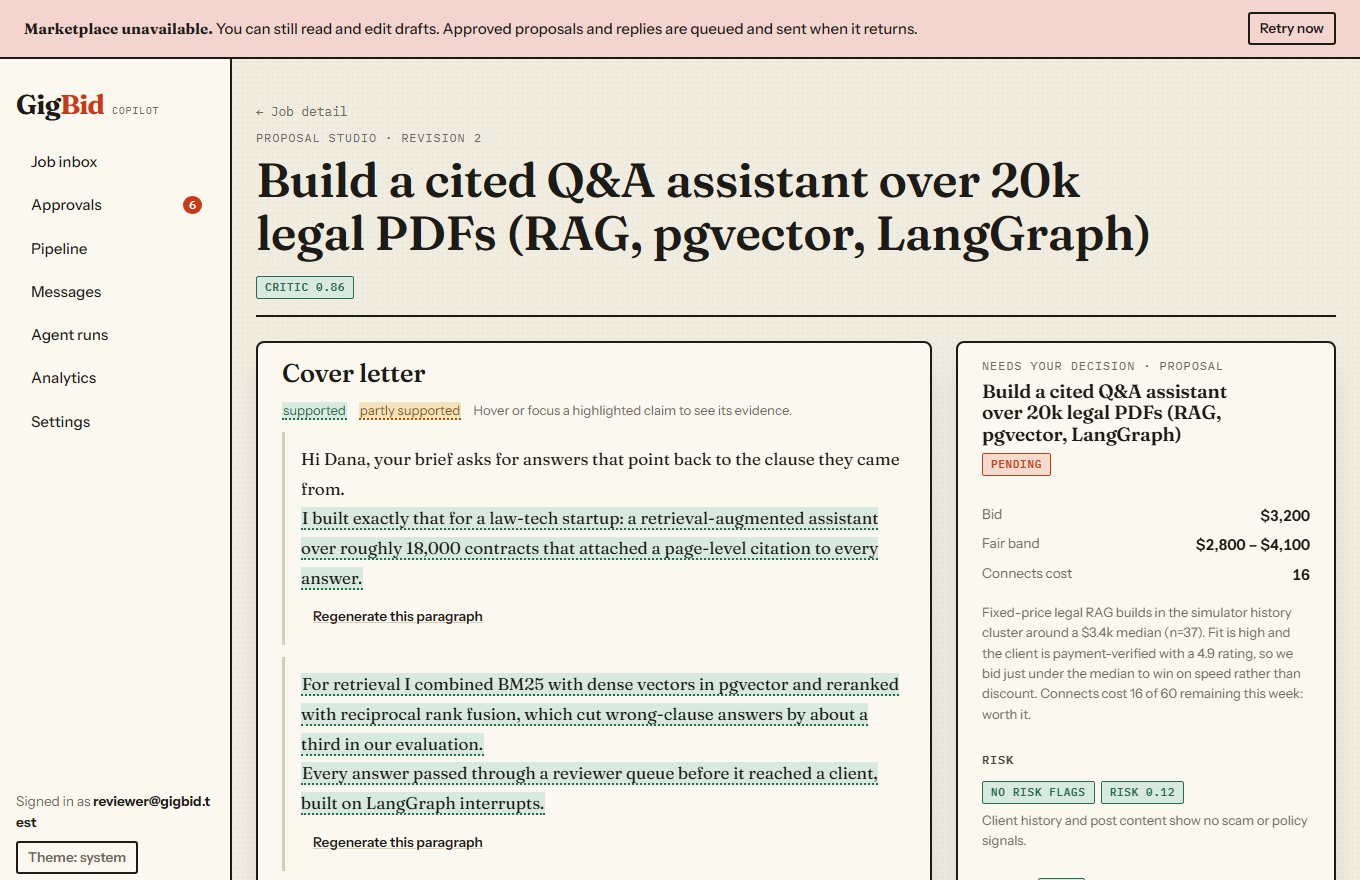 Marketplace unavailable. You can still read and edit drafts. Approved proposals and replies are queued and sent when it returns.
Retry now
GigBid COPILOT
Job inbox
Approvals 6
Pipeline
Messages
Agent runs
Analytics
Settings
Signed in as reviewer@gigbid.t
est
Theme: system
← Job detail
PROPOSAL STUDIO · REVISION 2
Build a cited Q&A assistant over 20k
legal PDFs (RAG, pgvector, LangGraph)
CRITIC 0.86
Cover letter
supported partly supported Hover or focus a highlighted claim to see its evidence.
Hi Dana, your brief asks for answers that point back to the clause they came
from.
I built exactly that for a law-tech startup: a retrieval-augmented assistant
over roughly 18,000 contracts that attached a page-level citation to every
answer.
Regenerate this paragraph
For retrieval I combined BM25 with dense vectors in pgvector and reranked
with reciprocal rank fusion, which cut wrong-clause answers by about a
third in our evaluation.
Every answer passed through a reviewer queue before it reached a client,
built on LangGraph interrupts.
Regenerate this paragraph
NEEDS YOUR DECISION · PROPOSAL
Build a cited Q&A assistant
over 20k legal PDFs (RAG,
pgvector, LangGraph)
PENDING
Bid $3,200
Fair band $2,800 – $4,100
Connects cost 16
Fixed-price legal RAG builds in the simulator history
cluster around a $3.4k median (n=37). Fit is high and
the client is payment-verified with a 4.9 rating, so we
bid just under the median to win on speed rather than
discount. Connects cost 16 of 60 remaining this week:
worth it.
RISK
NO RISK FLAGS RISK 0.12
Client history and post content show no scam or policy
signals.